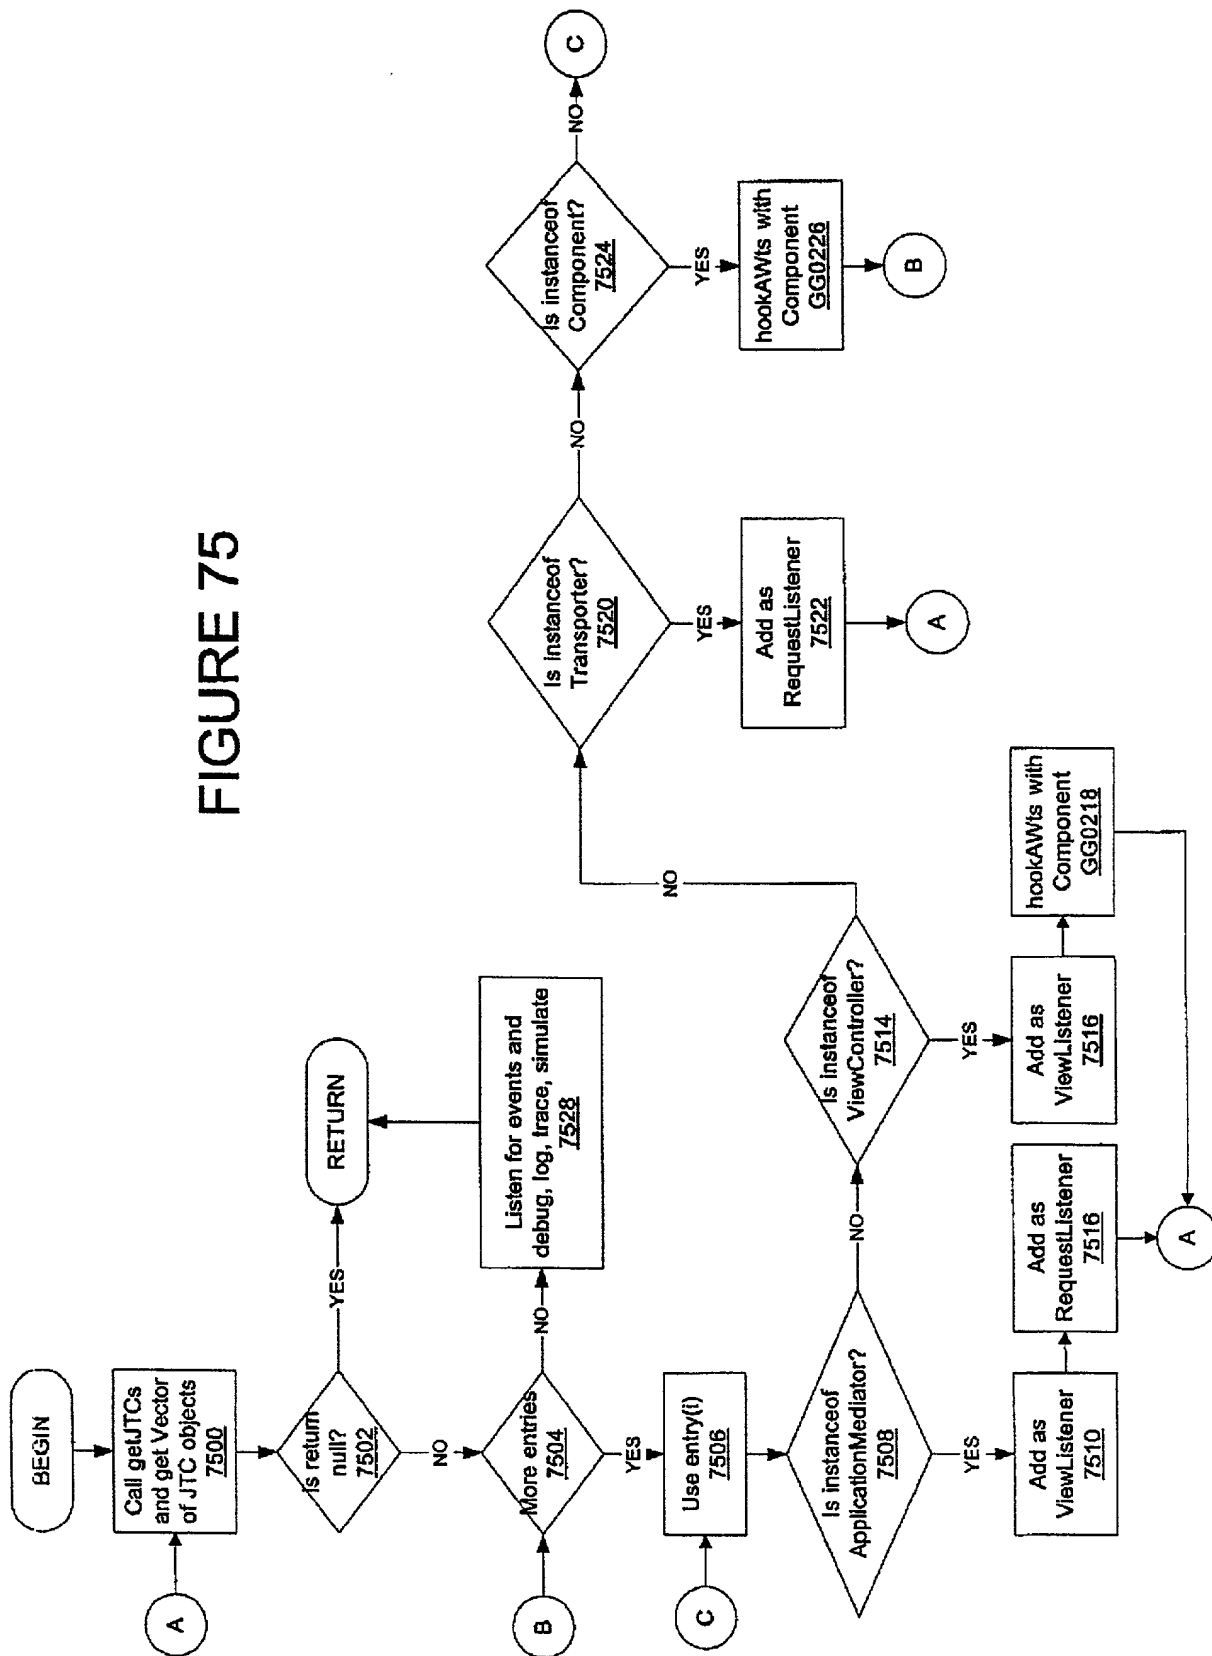 FIGURE 75
BEGIN
A
Call getJTCs
and get Vector
of JTC objects
7500
Is return
null?
7502
YES
RETURN
NO
B
More entries
7504
NO
Listen for events and
debug, log, trace, simulate
7528
YES
C
Use entry(i)
7506
Is instanceof
ApplicationMediator?
7508
YES
Add as
ViewListener
7510
Add as
RequestListener
7516
A
NO
Is instanceof
ViewController?
7514
YES
Add as
ViewListener
7516
hookAWts with
Component
GG0218
NO
Is instanceof
Transporter?
7520
YES
Add as
RequestListener
7522
A
NO
Is instanceof
Component?
7524
YES
hookAWts with
Component
GG0226
B
NO
C